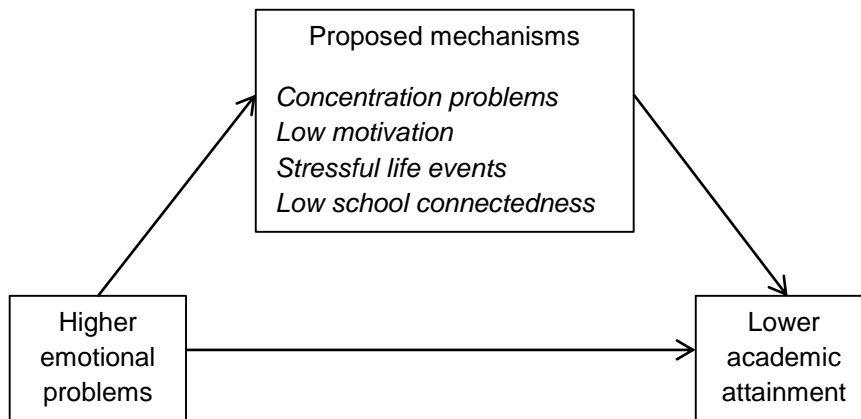 Proposed mechanisms
Concentration problems
Low motivation
Stressful life events
Low school connectedness
Higher
emotional
problems
Lower
academic
attainment